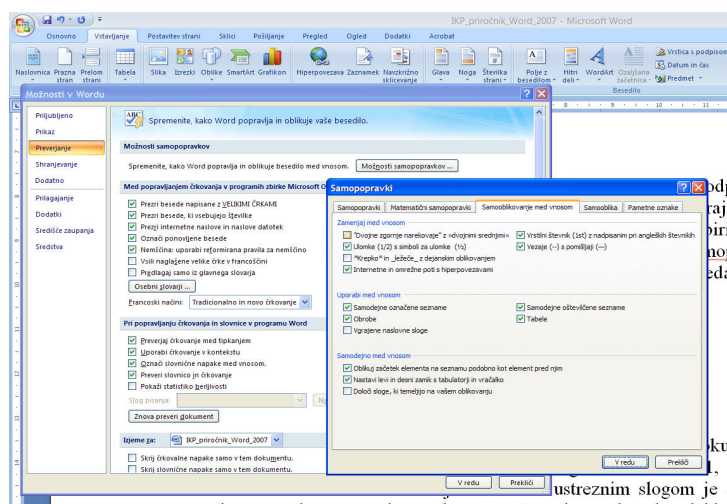 IKP_priročnik_Word_2007 - Microsoft Word
Osnovno Vstavljanje Postavitev strani Sklici Pošiljanje Pregled Ogled Dodatki Acrobat
Naslovnica Prazna stran Prelom strani Tabela Slika Izrezki Oblike SmartArt Grafikon Hiperpovezava Zaznamek Navzkrižno sklicevanje Glava Noga Številka strani Polje z besedilom Hitri deli WordArt Ozaljšana začetnica Vrstica s podpisom
Datum in čas
Predmet
Besedilo
Možnosti v Wordu
Priljubljeno
Prikaz
Preverjanje
Shranjevanje
Dodatno
Prilagajanje
Dodatki
Središče zaupanja
Sredstva
Spremenite, kako Word popravlja in oblikuje vaše besedilo.
Možnosti samopopravkov
Spremenite, kako Word popravlja in oblikuje besedilo med vnosom. Možnosti samopopravkov ...
Med popravljanjem črkovanja v programih zbirke Microsoft O
Prezri besede napisane z VELIKIMI ČRKAMI
Prezri besede, ki vsebujejo številke
Prezri internetne naslove in naslove datotek
Označi ponovljene besede
Nemščina: uporabi reformirana pravila za nemščino
Vsili naglašene velike črke v francoščini
Predlagaj samo iz glavnega slovarja
Osebni slovarji ...
Francoski načini: Tradicionalno in novo črkovanje
Pri popravljanju črkovanja in slovnice v programu Word
Preverjaj črkovanje med tipkanjem
Uporabi črkovanje v kontekstu
Označi slovnične napake med vnosom.
Preveri slovnico in črkovanje
Pokaži statistiko berljivosti
Slog pisanja: N
Znova preveri dokument
Izjeme za: IKP_priročnik_Word_2007
Skrij črkovalne napake samo v tem dokumentu.
Skrij slovnične napake samo v tem dokumentu.
V redu Prekliči
Samopopravki
Samopopravki Matematični samopopravki Samooblikovanje med vnosom Samooblika Pametne oznake
Zamenjaj med vnosom
"Dvojne zgornje narekovaje" z »dvojnimi srednjimi« Vrstilni števnik (1st) z nadpisanim pri angleških števnikih
Ulomke (1/2) s simboli za ulomke (½) Vezaje (--) s pomišljaji (—)
*Krepko* in _ležeče_ z dejanskim oblikovanjem
Internetne in omrežne poti s hiperpovezavami
Uporabi med vnosom
Samodejne označene sezname Samodejne oštevilčene sezname
Obrobe Tabele
Vgrajene naslovne sloge
Samodejno med vnosom
Oblikuj začetek elementa na seznamu podobno kot element pred njim
Nastavi levi in desni zamik s tabulatorji in vračalko
Določi sloge, ki temeljijo na vašem oblikovanju
V redu Prekliči
ustreznim slogom je